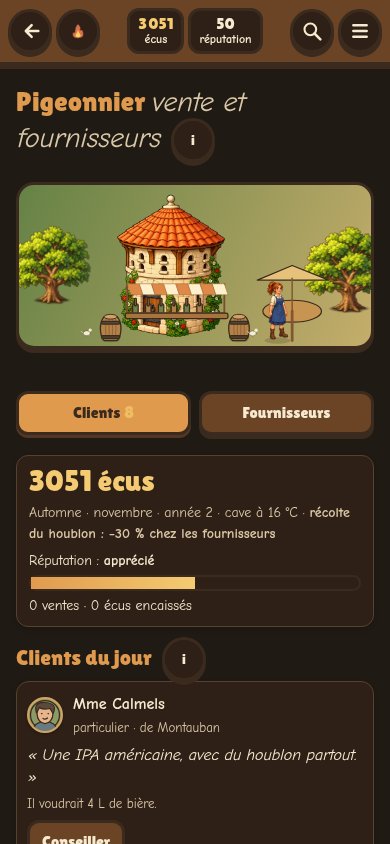 3051
écus
50
réputation
Pigeonnier vente et
fournisseurs i
Clients 8
Fournisseurs
3051 écus
Automne · novembre · année 2 · cave à 16 °C · récolte
du houblon : −30 % chez les fournisseurs
Réputation : apprécié
0 ventes · 0 écus encaissés
Clients du jour i
Mme Calmels
particulier · de Montauban
« Une IPA américaine, avec du houblon partout.
»
Il voudrait 4 L de bière.
Conseiller